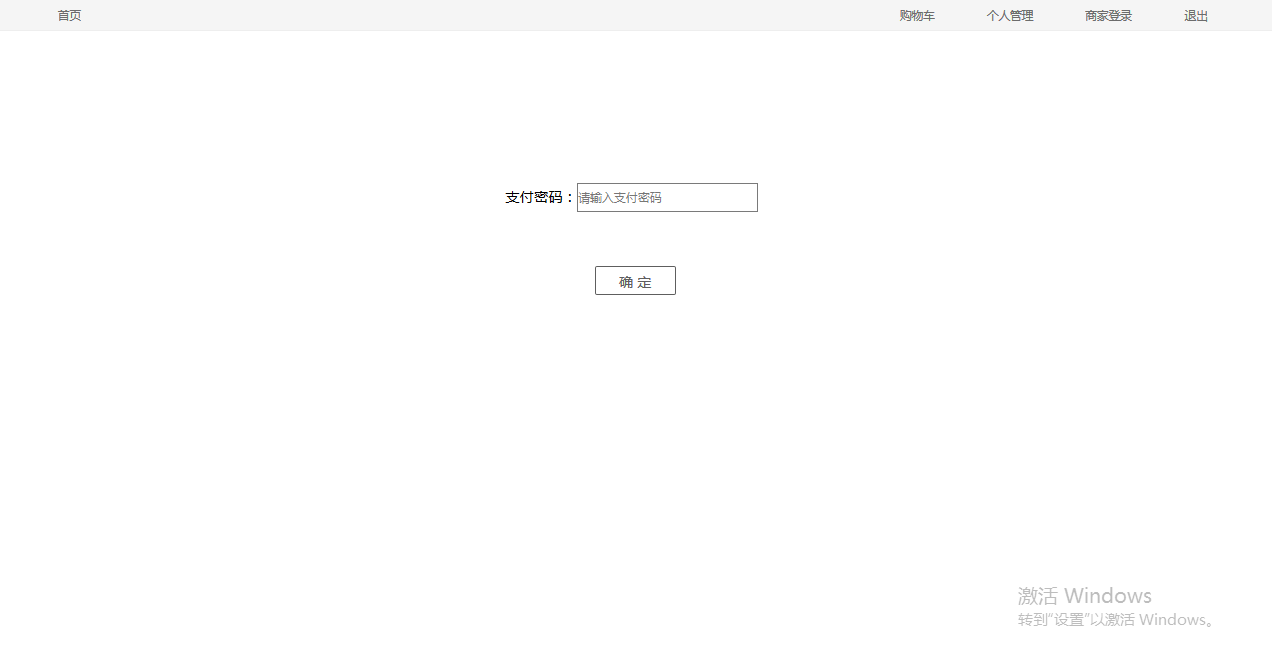 首页 购物车 个人管理 商家登录 退出
支付密码：请输入支付密码
确 定
激活 Windows
转到"设置"以激活 Windows。